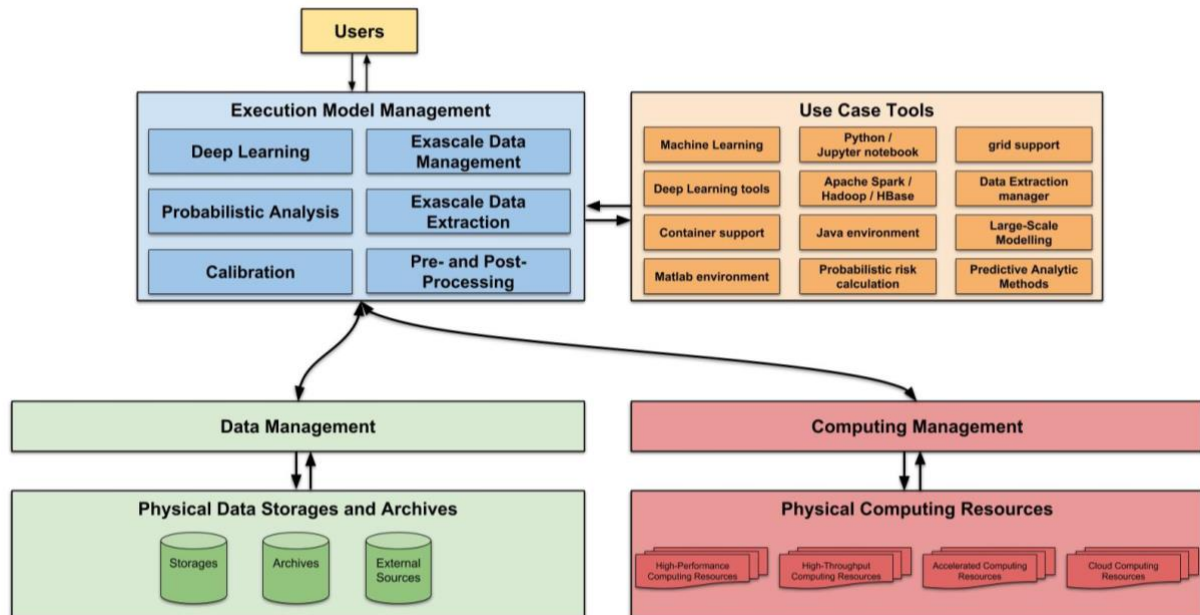 Users
Execution Model Management
Deep Learning
Exascale Data
Management
Probabilistic Analysis
Exascale Data
Extraction
Calibration
Pre- and Post-
Processing
Use Case Tools
Machine Learning
Python /
Jupyter notebook
grid support
Deep Learning tools
Apache Spark /
Hadoop / HBase
Data Extraction
manager
Container support
Java environment
Large-Scale
Modelling
Matlab environment
Probabilistic risk
calculation
Predictive Analytic
Methods
Data Management
Computing Management
Physical Data Storages and Archives
Storages
Archives
External
Sources
Physical Computing Resources
High-Performance
Computing Resources
High-Throughput
Computing Resources
Accelerated Computing
Resources
Cloud Computing
Resources